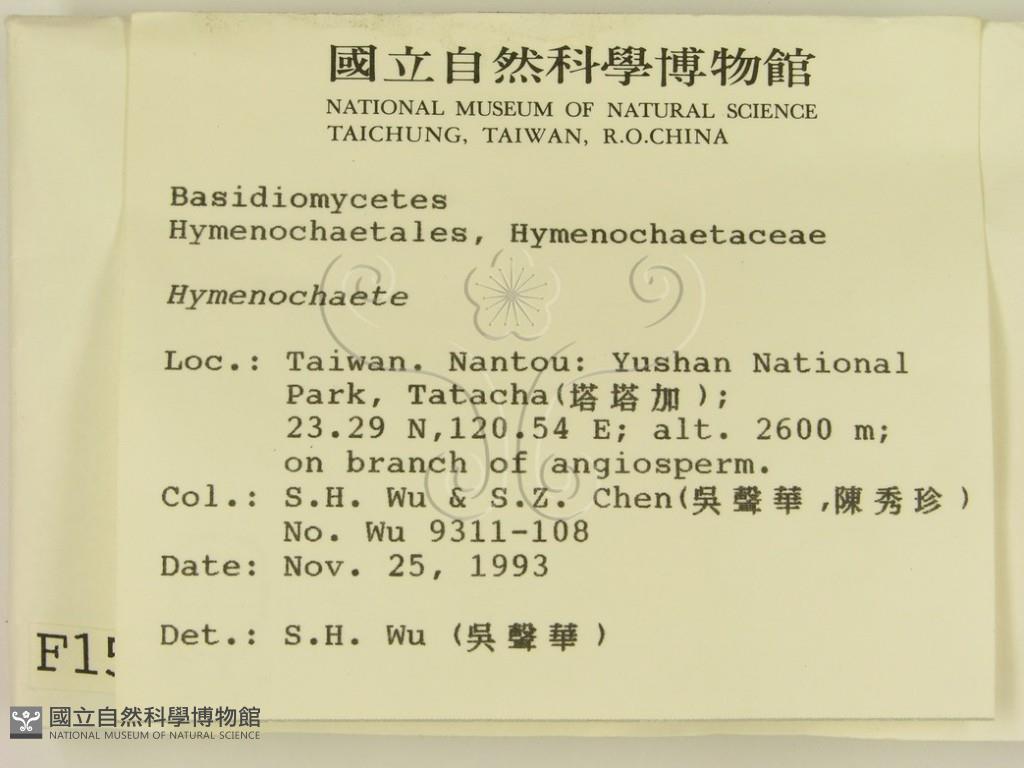 國立自然科學博物館
NATIONAL MUSEUM OF NATURAL SCIENCE
TAICHUNG, TAIWAN, R.O.CHINA
Basidiomycetes
Hymenochaetales, Hymenochaetaceae
Hymenochaete
Loc.: Taiwan. Nantou: Yushan National
Park, Tatacha(塔塔加);
23.29 N,120.54 E; alt. 2600 m;
on branch of angiosperm.
Col.: S.H. Wu & S.Z. Chen(吳聲華,陳秀珍)
No. Wu 9311-108
Date: Nov. 25, 1993
Det.: S.H. Wu (吳聲華)
國立自然科學博物館
NATIONAL MUSEUM OF NATURAL SCIENCE